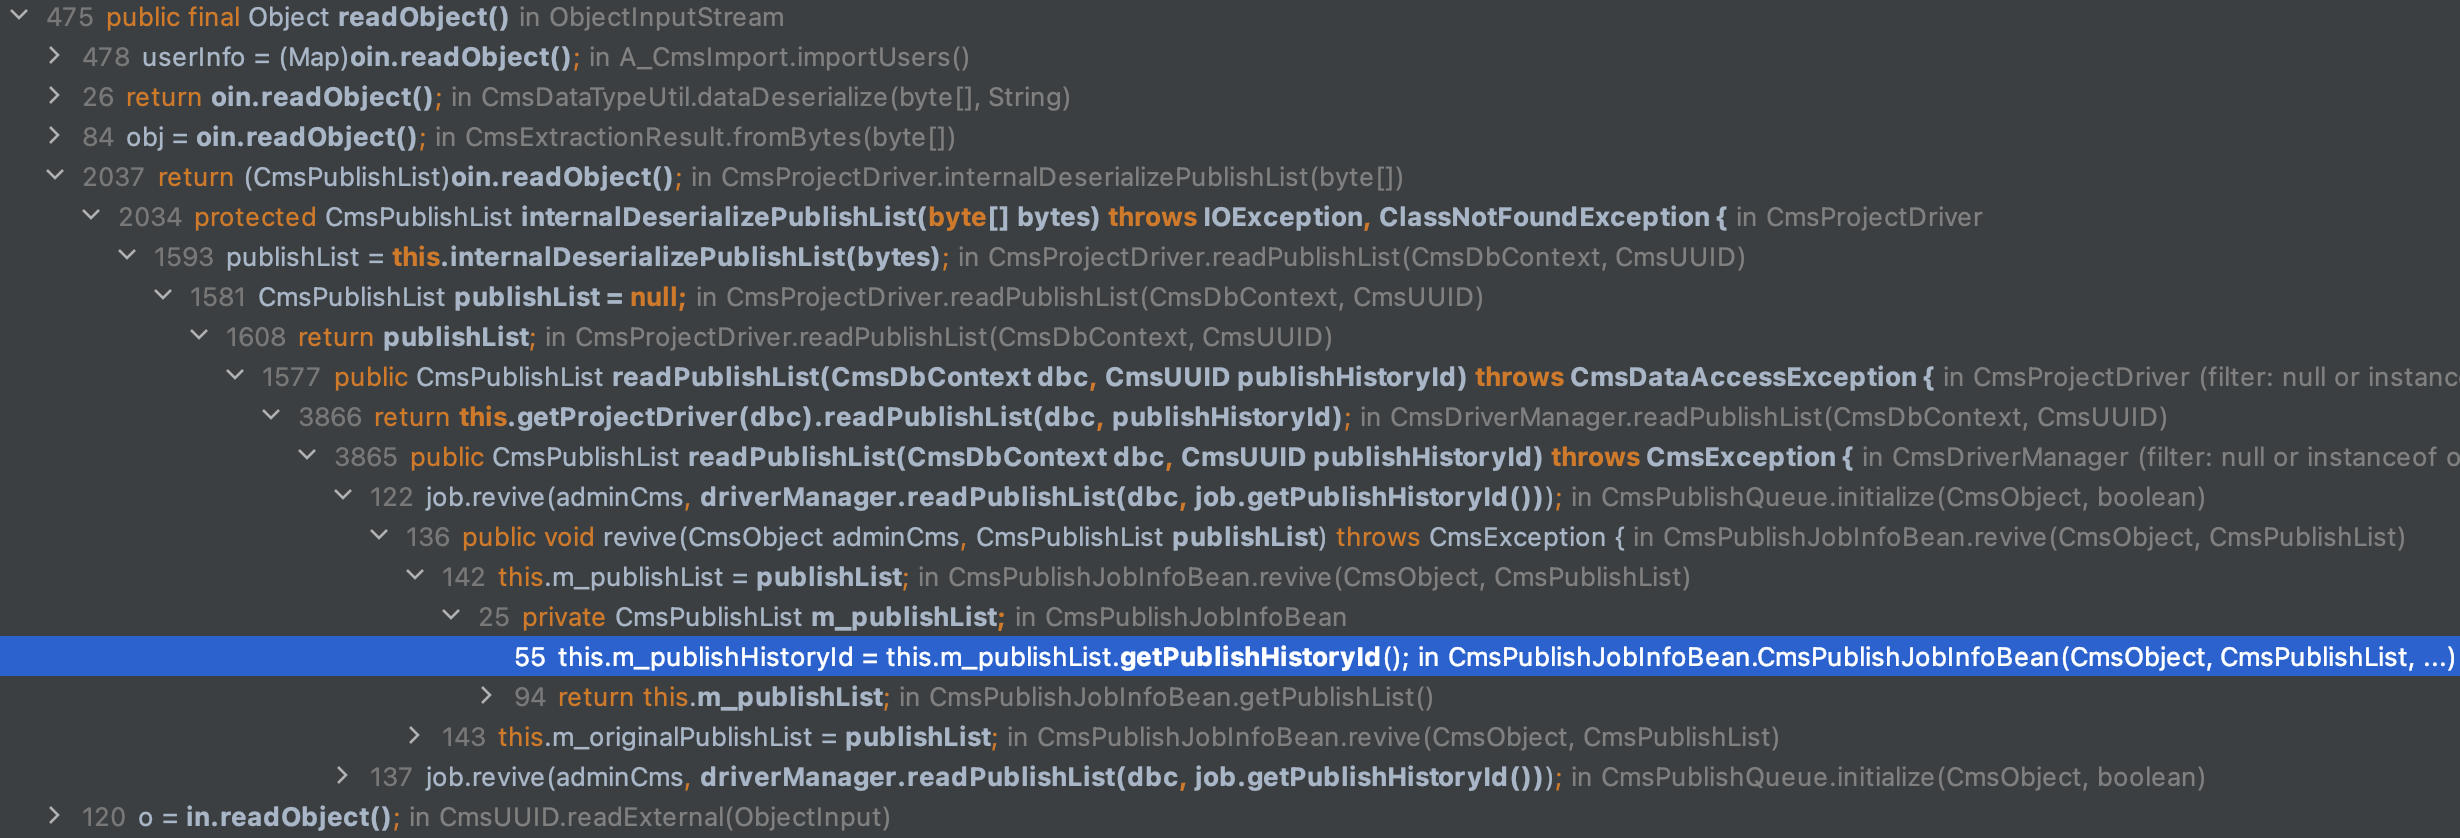 475 public final Object readObject() in ObjectInputStream
478 userInfo = (Map)oin.readObject(); in A_CmsImport.importUsers()
26 return oin.readObject(); in CmsDataTypeUtil.dataDeserialize(byte[], String)
84 obj = oin.readObject(); in CmsExtractionResult.fromBytes(byte[])
2037 return (CmsPublishList)oin.readObject(); in CmsProjectDriver.internalDeserializePublishList(byte[])
2034 protected CmsPublishList internalDeserializePublishList(byte[] bytes) throws IOException, ClassNotFoundException { in CmsProjectDriver
1593 publishList = this.internalDeserializePublishList(bytes); in CmsProjectDriver.readPublishList(CmsDbContext, CmsUUID)
1581 CmsPublishList publishList = null; in CmsProjectDriver.readPublishList(CmsDbContext, CmsUUID)
1608 return publishList; in CmsProjectDriver.readPublishList(CmsDbContext, CmsUUID)
1577 public CmsPublishList readPublishList(CmsDbContext dbc, CmsUUID publishHistoryId) throws CmsDataAccessException { in CmsProjectDriver (filter: null or instanc
3866 return this.getProjectDriver(dbc).readPublishList(dbc, publishHistoryId); in CmsDriverManager.readPublishList(CmsDbContext, CmsUUID)
3865 public CmsPublishList readPublishList(CmsDbContext dbc, CmsUUID publishHistoryId) throws CmsException { in CmsDriverManager (filter: null or instanceof o
122 job.revive(adminCms, driverManager.readPublishList(dbc, job.getPublishHistoryId())); in CmsPublishQueue.initialize(CmsObject, boolean)
136 public void revive(CmsObject adminCms, CmsPublishList publishList) throws CmsException { in CmsPublishJobInfoBean.revive(CmsObject, CmsPublishList)
142 this.m_publishList = publishList; in CmsPublishJobInfoBean.revive(CmsObject, CmsPublishList)
25 private CmsPublishList m_publishList; in CmsPublishJobInfoBean
55 this.m_publishHistoryId = this.m_publishList.getPublishHistoryId(); in CmsPublishJobInfoBean.CmsPublishJobInfoBean(CmsObject, CmsPublishList, ...)
94 return this.m_publishList; in CmsPublishJobInfoBean.getPublishList()
143 this.m_originalPublishList = publishList; in CmsPublishJobInfoBean.revive(CmsObject, CmsPublishList)
137 job.revive(adminCms, driverManager.readPublishList(dbc, job.getPublishHistoryId())); in CmsPublishQueue.initialize(CmsObject, boolean)
120 o = in.readObject(); in CmsUUID.readExternal(ObjectInput)